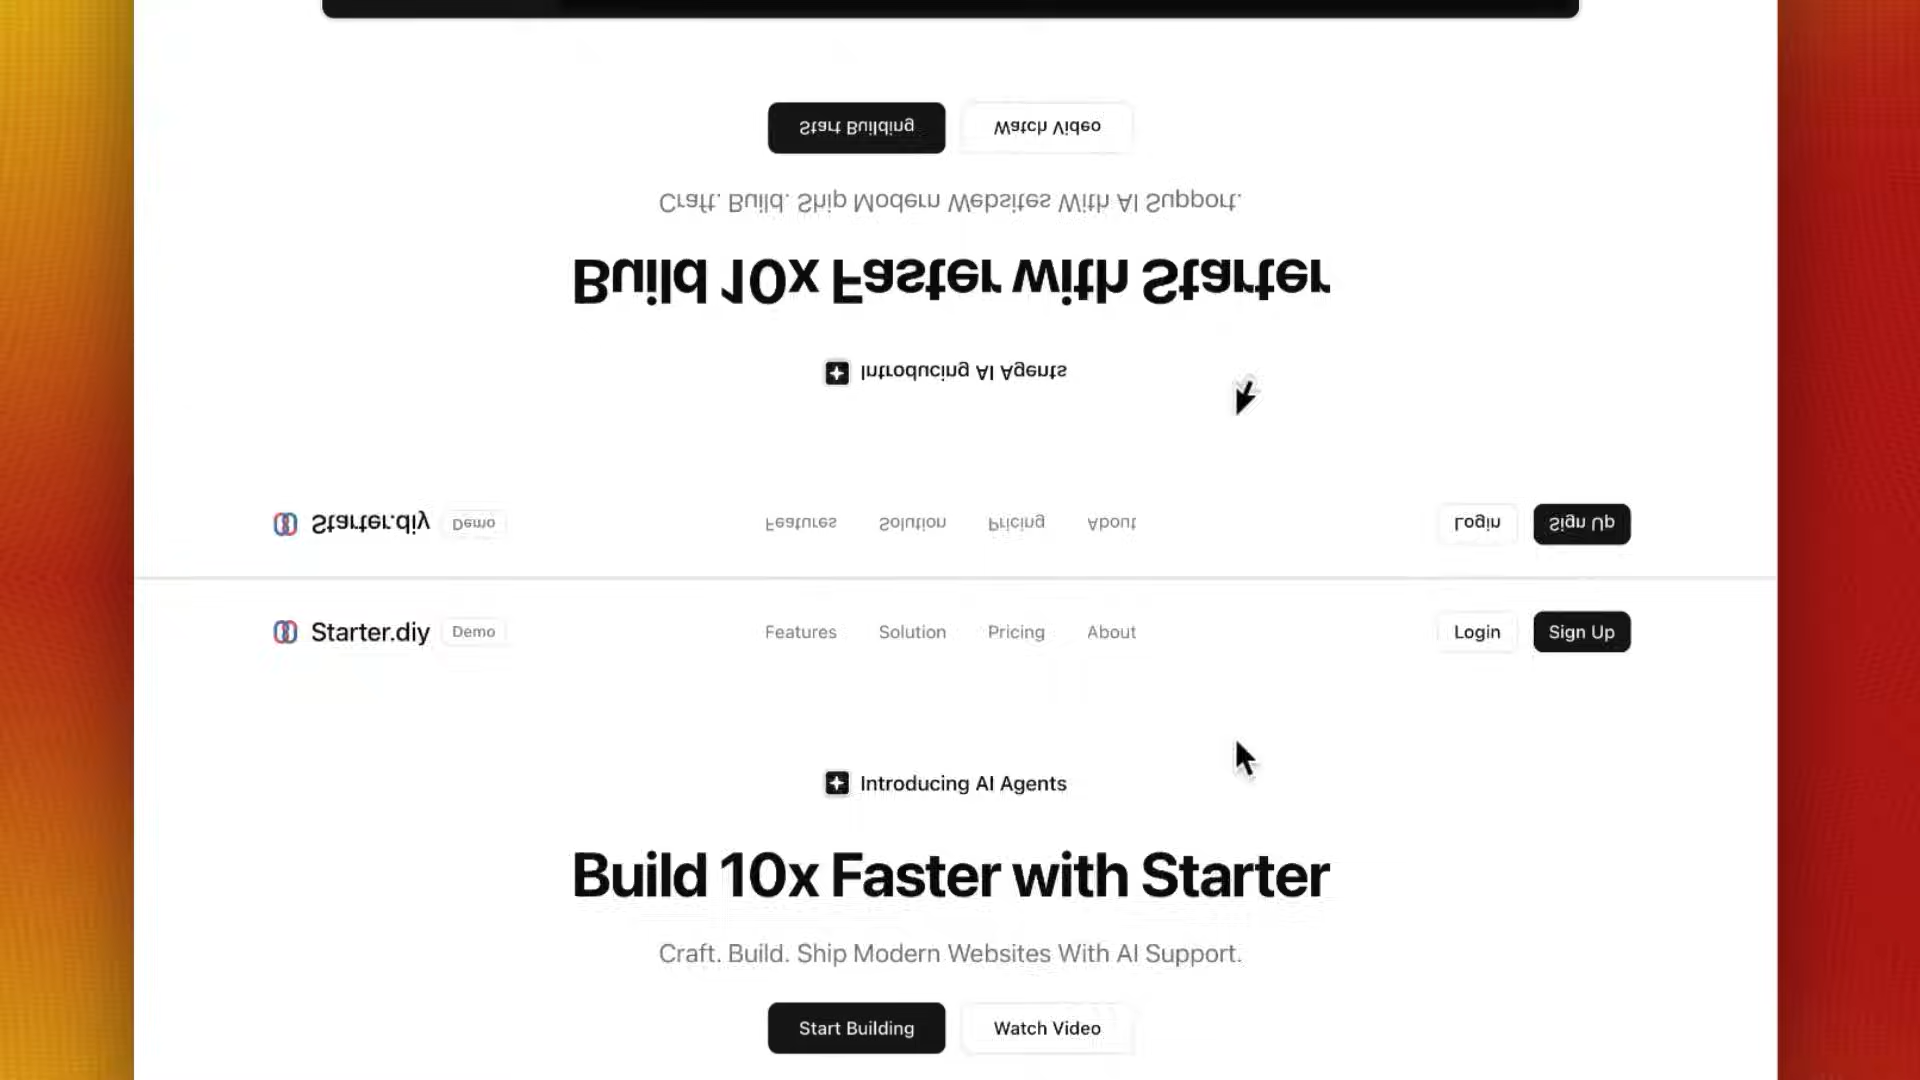 Start Building Watch Video
Craft. Build. Ship Modern Websites With AI Support.
Build 10x Faster with Starter
Introducing AI Agents
Starter.diy Demo Features Solution Pricing About Login Sign Up
Starter.diy Demo Features Solution Pricing About Login Sign Up
Introducing AI Agents
Build 10x Faster with Starter
Craft. Build. Ship Modern Websites With AI Support.
Start Building Watch Video